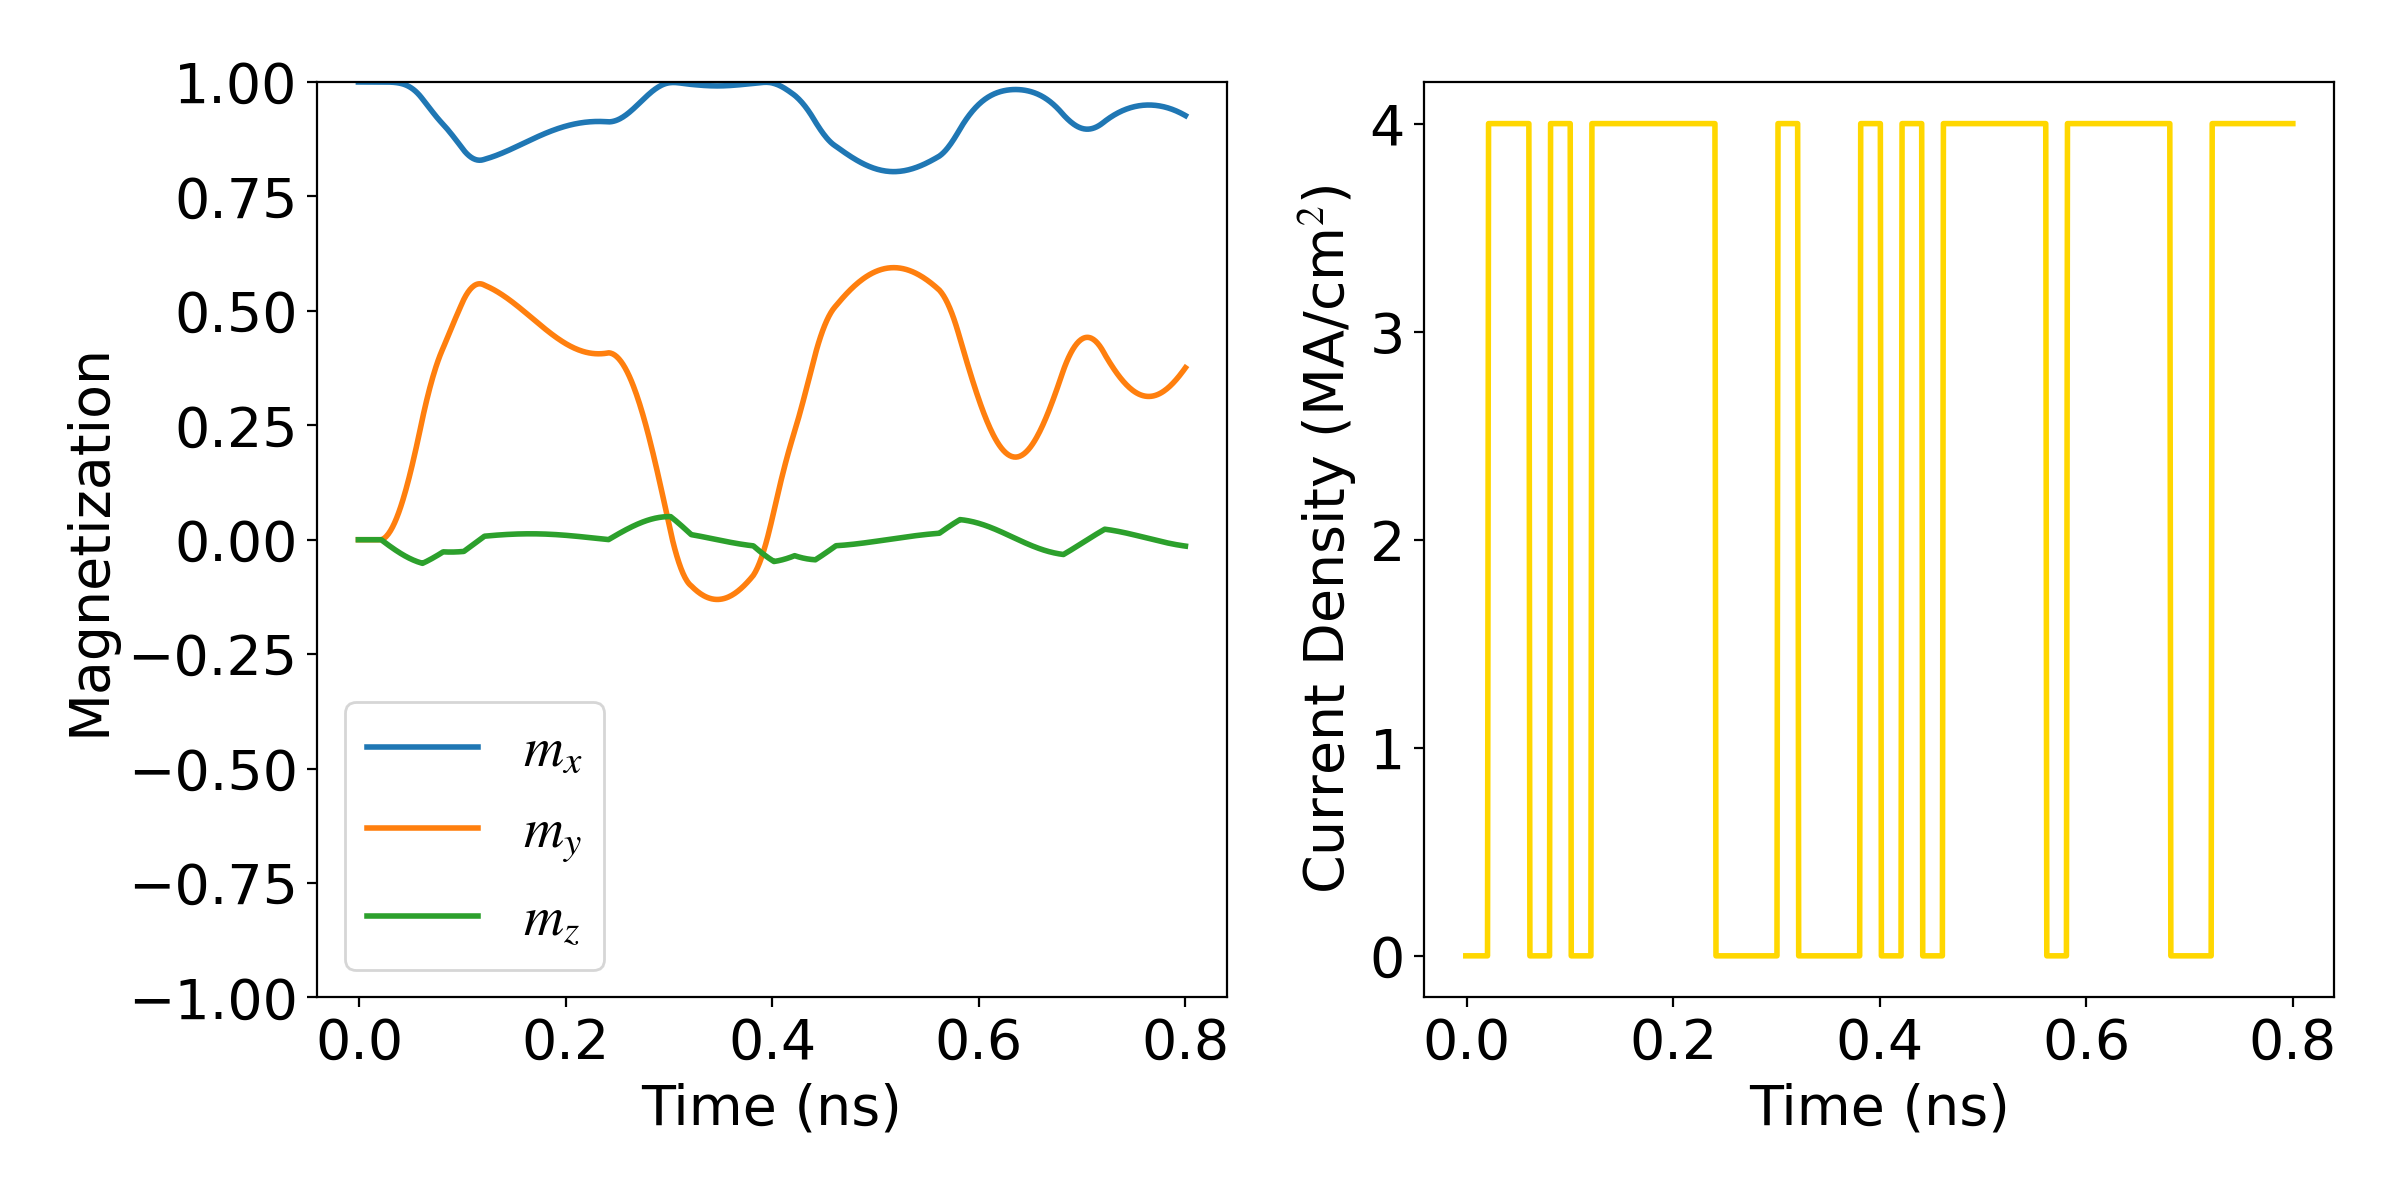 1.00
0.75
0.50
0.25
0.00
−0.25
−0.50
−0.75
−1.00
Magnetization
0.0 0.2 0.4 0.6 0.8
Time (ns)
m_x
m_y
m_z
4
3
2
1
0
Current Density (MA/cm²)
0.0 0.2 0.4 0.6 0.8
Time (ns)